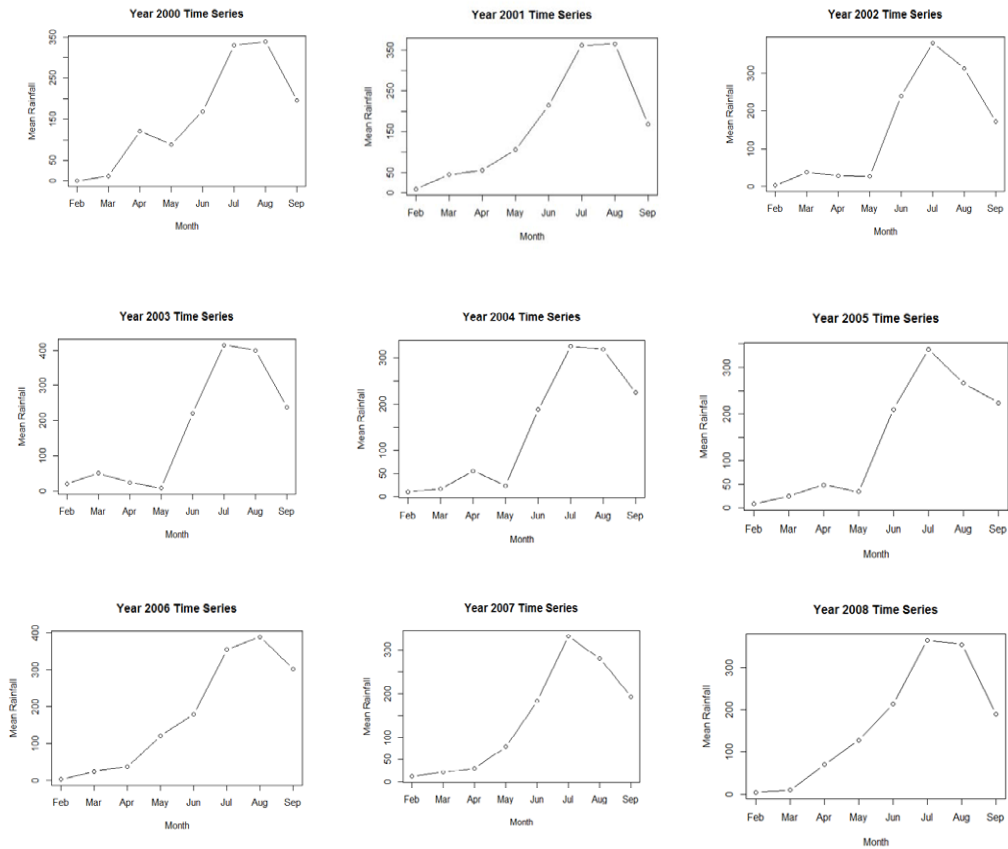 Year 2000 Time Series
Mean Rainfall
350
250
150
50
0
Feb Mar Apr May Jun Jul Aug Sep
Month
Year 2001 Time Series
Mean Rainfall
350
250
150
50
0
Feb Mar Apr May Jun Jul Aug Sep
Month
Year 2002 Time Series
Mean Rainfall
300
200
100
0
Feb Mar Apr May Jun Jul Aug Sep
Month
Year 2003 Time Series
Mean Rainfall
400
300
200
100
0
Feb Mar Apr May Jun Jul Aug Sep
Month
Year 2004 Time Series
Mean Rainfall
300
200
100
50
0
Feb Mar Apr May Jun Jul Aug Sep
Month
Year 2005 Time Series
Mean Rainfall
300
200
100
50
0
Feb Mar Apr May Jun Jul Aug Sep
Month
Year 2006 Time Series
Mean Rainfall
400
300
200
100
0
Feb Mar Apr May Jun Jul Aug Sep
Month
Year 2007 Time Series
Mean Rainfall
300
200
100
50
0
Feb Mar Apr May Jun Jul Aug Sep
Month
Year 2008 Time Series
Mean Rainfall
300
200
100
0
Feb Mar Apr May Jun Jul Aug Sep
Month